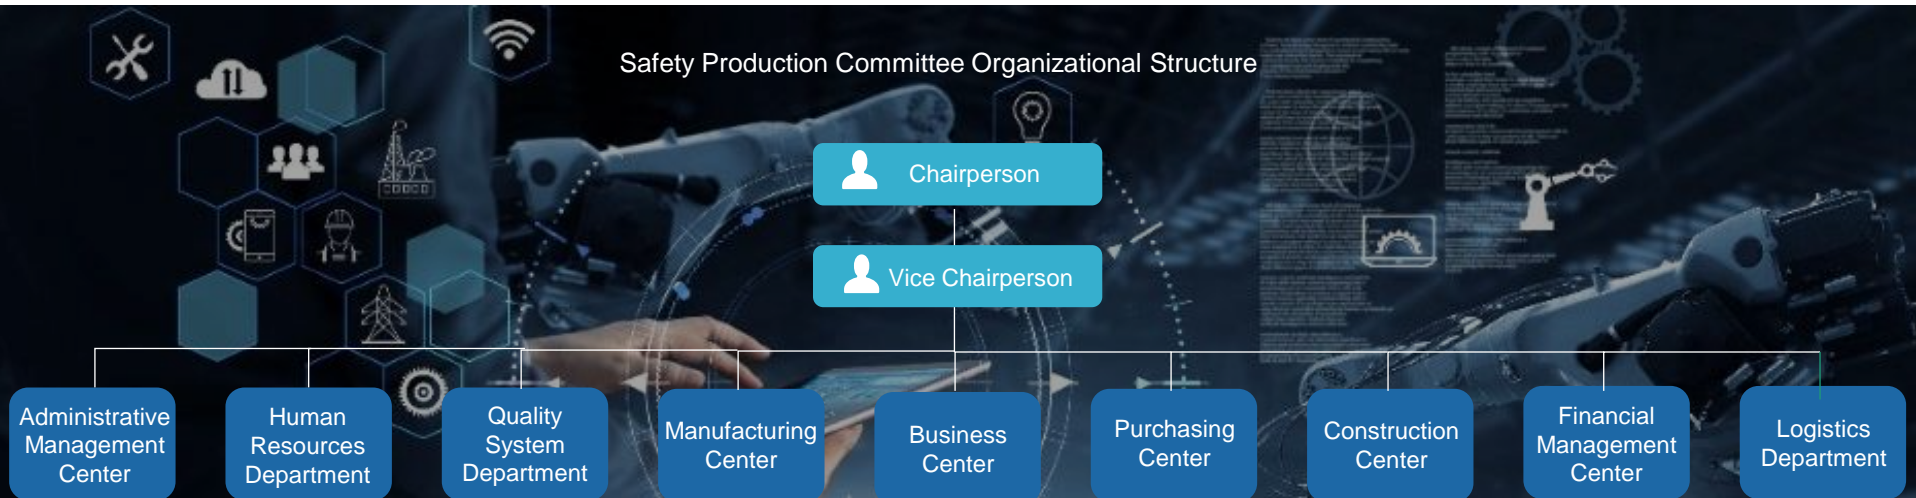 Safety Production Committee Organizational Structure
Chairperson
Vice Chairperson
Administrative
Management
Center
Human
Resources
Department
Quality
System
Department
Manufacturing
Center
Business
Center
Purchasing
Center
Construction
Center
Financial
Management
Center
Logistics
Department